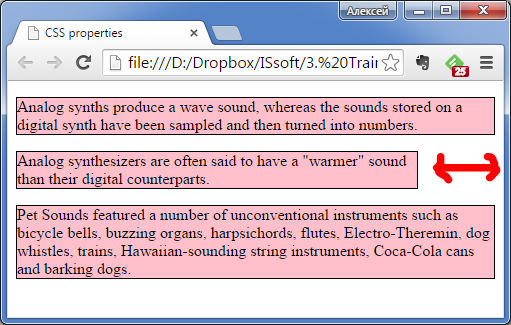 Алексей
CSS properties
file:///D:/Dropbox/ISsoft/3.%20Train
25
Analog synths produce a wave sound, whereas the sounds stored on a
digital synth have been sampled and then turned into numbers.
Analog synthesizers are often said to have a "warmer" sound
than their digital counterparts.
Pet Sounds featured a number of unconventional instruments such as
bicycle bells, buzzing organs, harpsichords, flutes, Electro-Theremin, dog
whistles, trains, Hawaiian-sounding string instruments, Coca-Cola cans
and barking dogs.